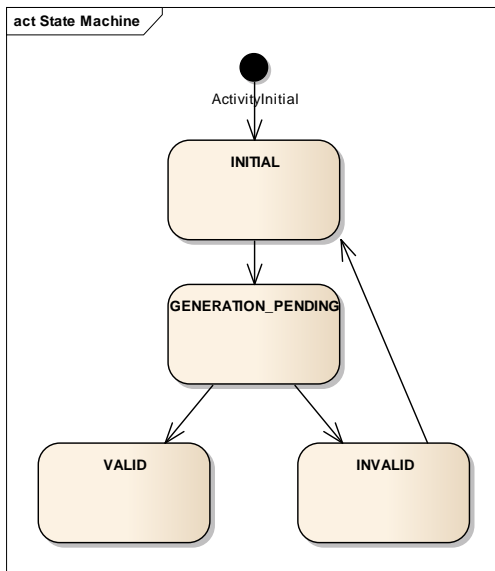 act State Machine
ActivityInitial
INITIAL
GENERATION_PENDING
VALID
INVALID